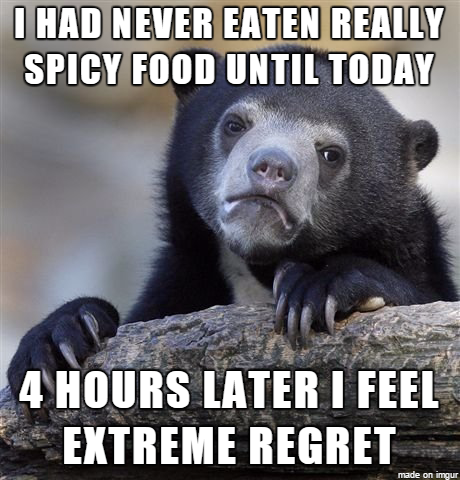 I HAD NEVER EATEN REALLY
SPICY FOOD UNTIL TODAY
4 HOURS LATER I FEEL
EXTREME REGRET
made on imgur